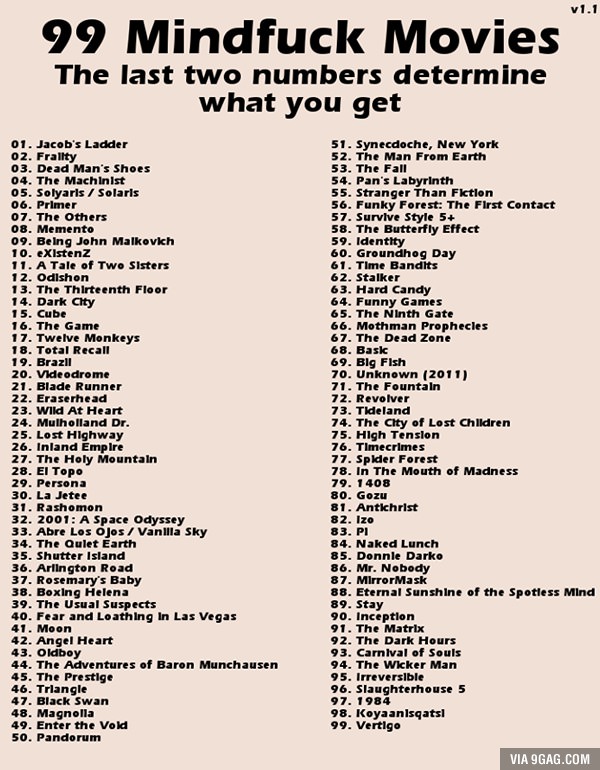 v1.1
99 Mindfuck Movies
The last two numbers determine
what you get
01. Jacob's Ladder
02. Frailty
03. Dead Man's Shoes
04. The Machinist
05. Solyaris / Solaris
06. Primer
07. The Others
08. Memento
09. Being John Malkovich
10. eXistenZ
11. A Tale of Two Sisters
12. Odishon
13. The Thirteenth Floor
14. Dark City
15. Cube
16. The Game
17. Twelve Monkeys
18. Total Recall
19. Brazil
20. Videodrome
21. Blade Runner
22. Eraserhead
23. Wild At Heart
24. Mulholland Dr.
25. Lost Highway
26. Inland Empire
27. The Holy Mountain
28. El Topo
29. Persona
30. La Jetee
31. Rashomon
32. 2001: A Space Odyssey
33. Abre Los Ojos / Vanilla Sky
34. The Quiet Earth
35. Shutter Island
36. Arlington Road
37. Rosemary's Baby
38. Boxing Helena
39. The Usual Suspects
40. Fear and Loathing in Las Vegas
41. Moon
42. Angel Heart
43. Oldboy
44. The Adventures of Baron Munchausen
45. The Prestige
46. Triangle
47. Black Swan
48. Magnolia
49. Enter the Void
50. Pandorum
51. Synecdoche, New York
52. The Man From Earth
53. The Fall
54. Pan's Labyrinth
55. Stranger Than Fiction
56. Funky Forest: The First Contact
57. Survive Style 5+
58. The Butterfly Effect
59. Identity
60. Groundhog Day
61. Time Bandits
62. Stalker
63. Hard Candy
64. Funny Games
65. The Ninth Gate
66. Mothman Prophecies
67. The Dead Zone
68. Basic
69. Big Fish
70. Unknown (2011)
71. The Fountain
72. Revolver
73. Tideland
74. The City of Lost Children
75. High Tension
76. Timecrimes
77. Spider Forest
78. In The Mouth of Madness
79. 1408
80. Gozu
81. Antichrist
82. Izo
83. Pi
84. Naked Lunch
85. Donnie Darko
86. Mr. Nobody
87. MirrorMask
88. Eternal Sunshine of the Spotless Mind
89. Stay
90. Inception
91. The Matrix
92. The Dark Hours
93. Carnival of Souls
94. The Wicker Man
95. Irreversible
96. Slaughterhouse 5
97. 1984
98. Koyaanisqatsi
99. Vertigo
VIA 9GAG.COM